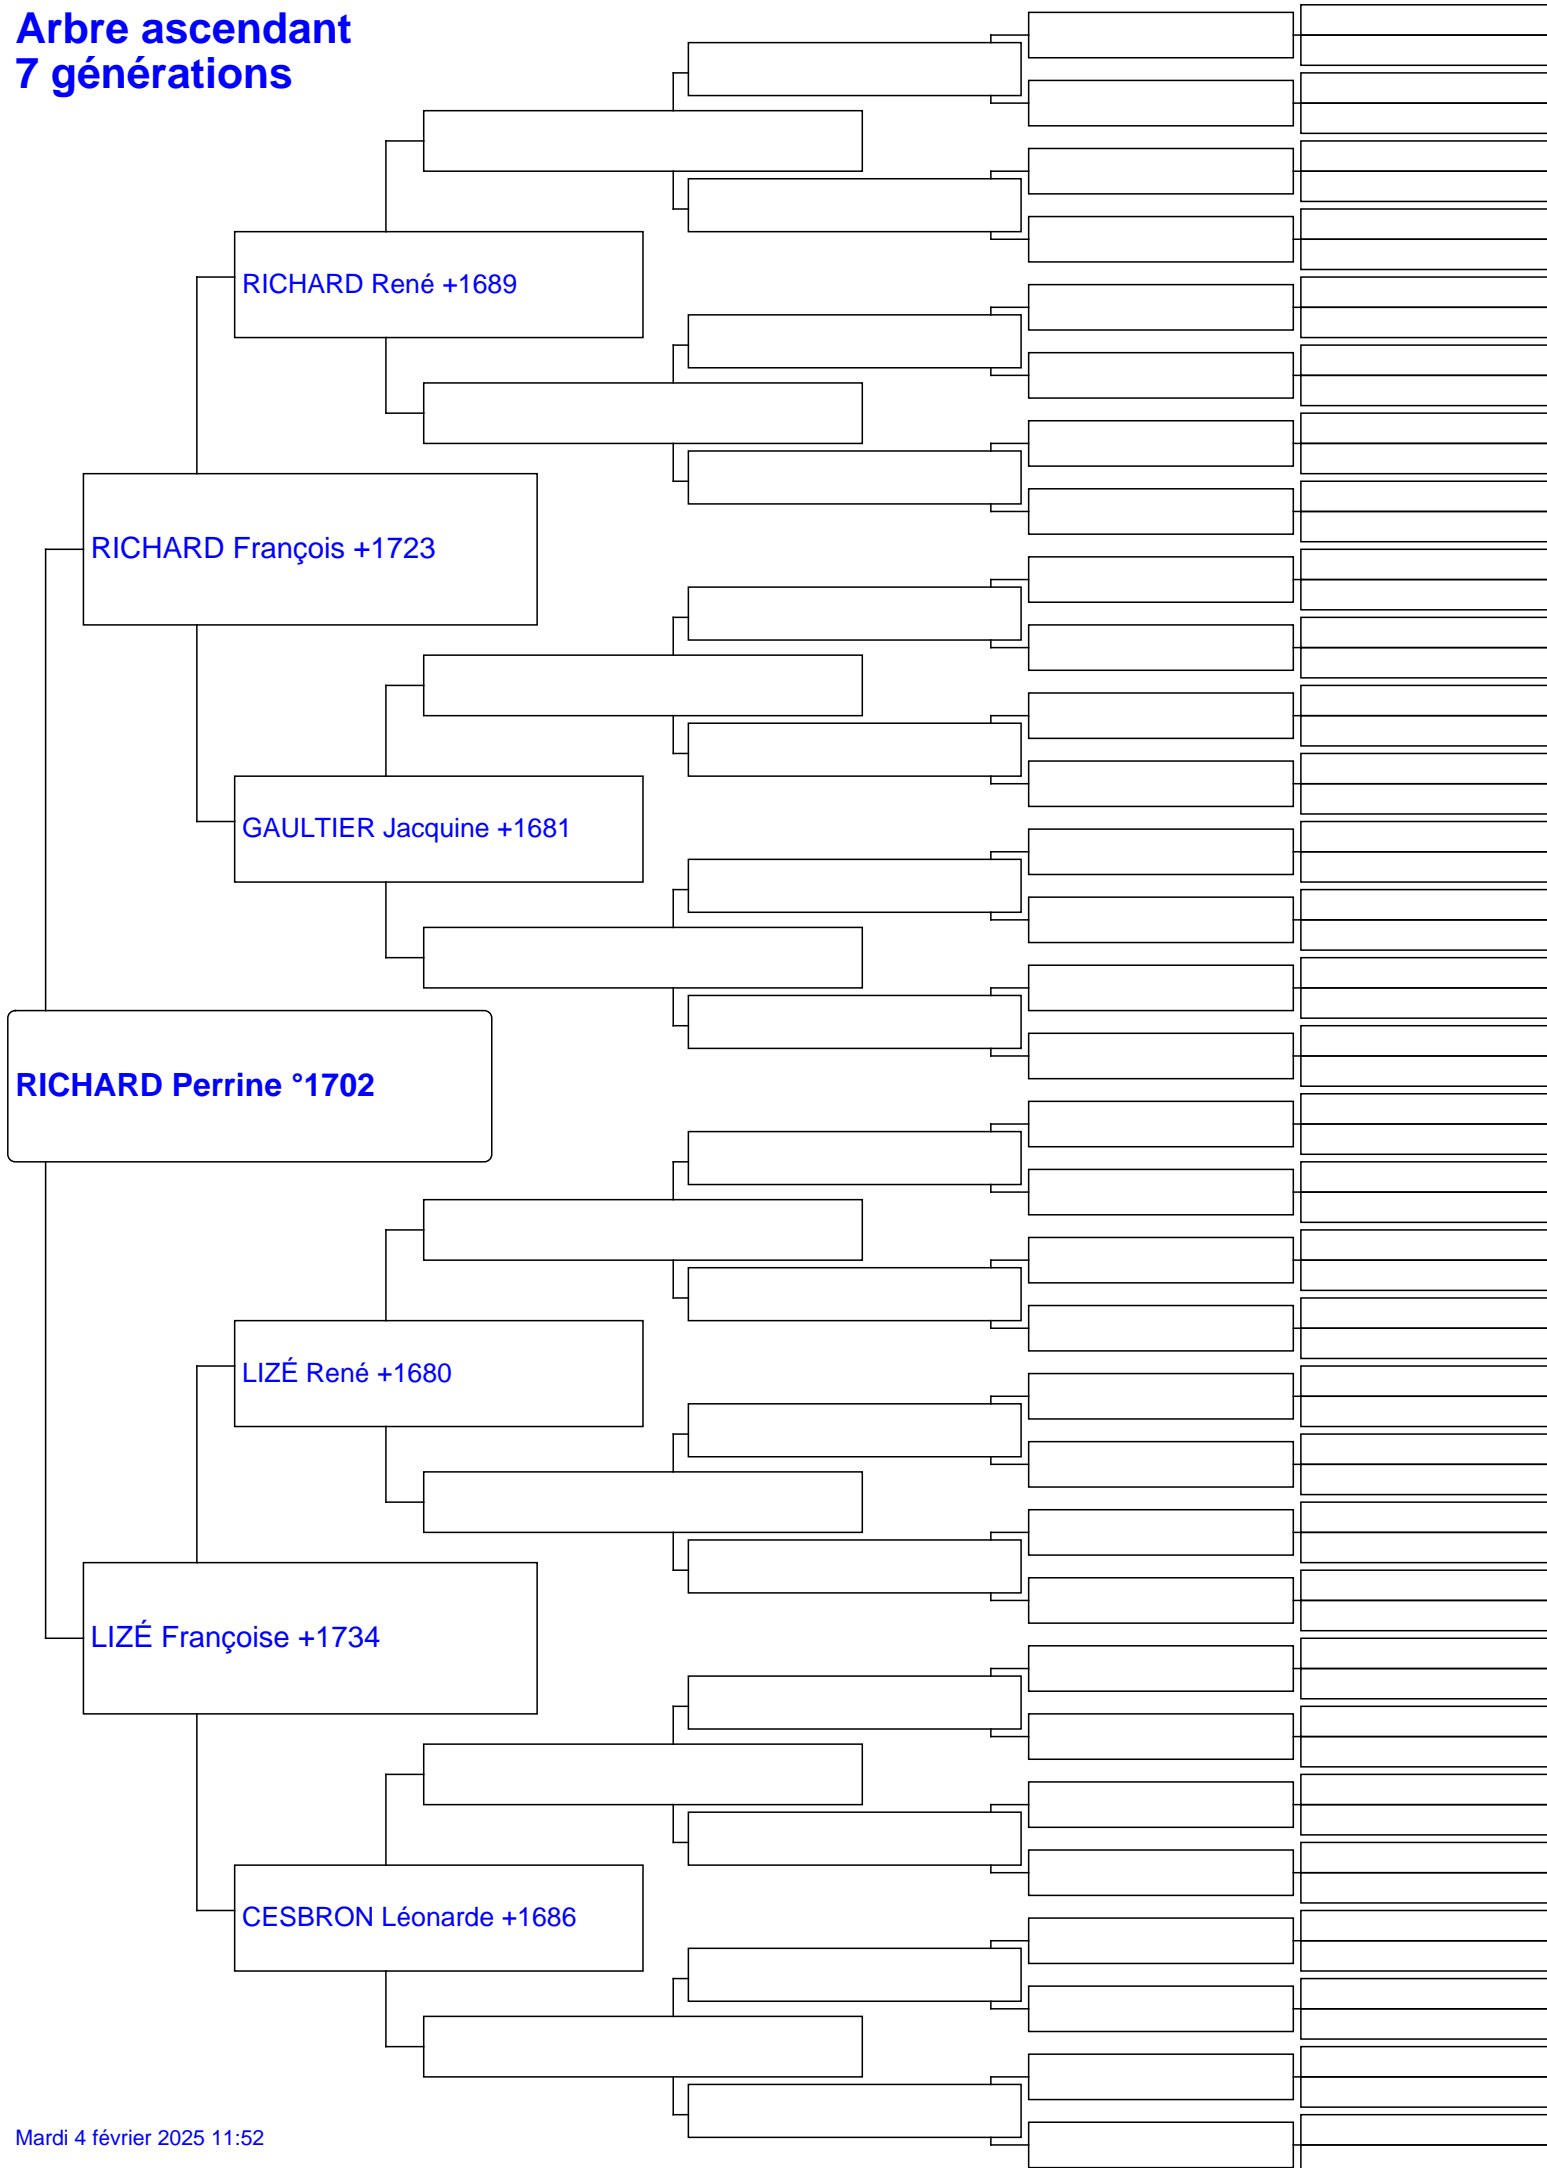 Arbre ascendant
7 générations
RICHARD René +1689
RICHARD François +1723
GAULTIER Jacquine +1681
RICHARD Perrine °1702
LIZÉ René +1680
LIZÉ Françoise +1734
CESBRON Léonarde +1686
Mardi 4 février 2025 11:52